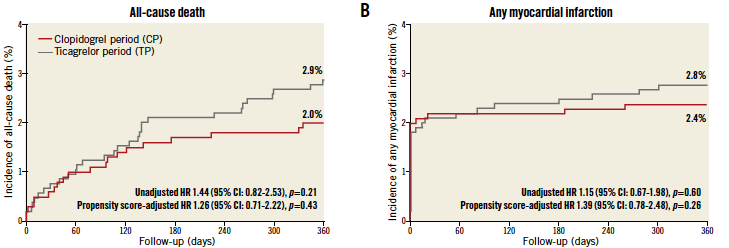 All-cause death
Incidence of all-cause death (%)
4
3
2
1
0
Clopidogrel period (CP)
Ticagrelor period (TP)
2.9%
2.0%
Unadjusted HR 1.44 (95% CI: 0.82-2.53), p=0.21
Propensity score-adjusted HR 1.26 (95% CI: 0.71-2.22), p=0.43
0 60 120 180 240 300 360
Follow-up (days)
B
Any myocardial infarction
Incidence of any myocardial infarction (%)
4
3
2
1
0
2.8%
2.4%
Unadjusted HR 1.15 (95% CI: 0.67-1.98), p=0.60
Propensity score-adjusted HR 1.39 (95% CI: 0.78-2.48), p=0.26
0 60 120 180 240 300 360
Follow-up (days)